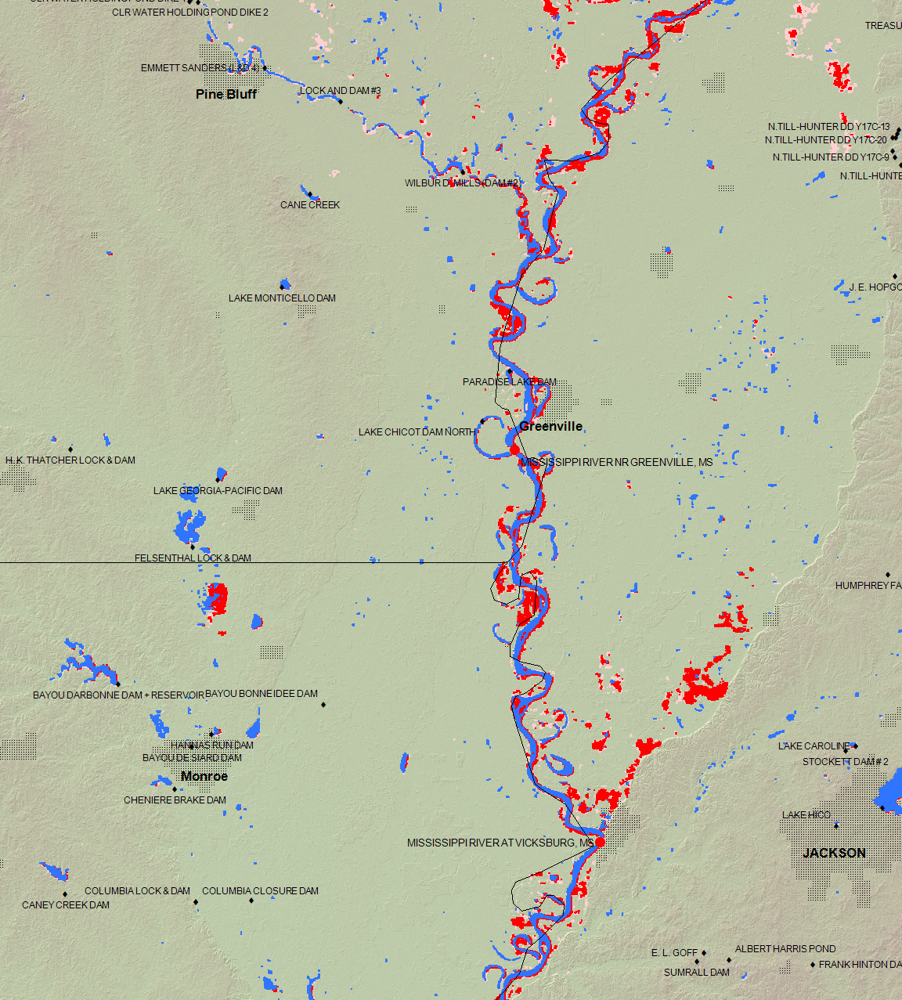 CLR WATER HOLDING POND DIKE 1
CLR WATER HOLDING POND DIKE 2
TREASU
EMMETT SANDERS (L&D 4)
Pine Bluff
LOCK AND DAM #3
N.TILL-HUNTER DD Y17C-13
N.TILL-HUNTER DD Y17C-20
N.TILL-HUNTER DD Y17C-9
N.TILL-HUNTE
WILBUR D. MILLS (DAM #2)
CANE CREEK
J. E. HOPGO
LAKE MONTICELLO DAM
PARADISE LAKE DAM
Greenville
LAKE CHICOT DAM NORTH
H.K. THATCHER LOCK & DAM
MISSISSIPPI RIVER NR GREENVILLE, MS
LAKE GEORGIA-PACIFIC DAM
FELSENTHAL LOCK & DAM
HUMPHREY FA
BAYOU DARBONNE DAM + RESERVOIR
BAYOU BONNE IDEE DAM
HANNAS RUN DAM
LAKE CAROLINE
BAYOU DE SIARD DAM
STOCKETT DAM # 2
Monroe
CHENIERE BRAKE DAM
LAKE HICO
MISSISSIPPI RIVER AT VICKSBURG, MS
JACKSON
COLUMBIA LOCK & DAM
COLUMBIA CLOSURE DAM
CANEY CREEK DAM
E. L. GOFF
ALBERT HARRIS POND
FRANK HINTON DA
SUMRALL DAM